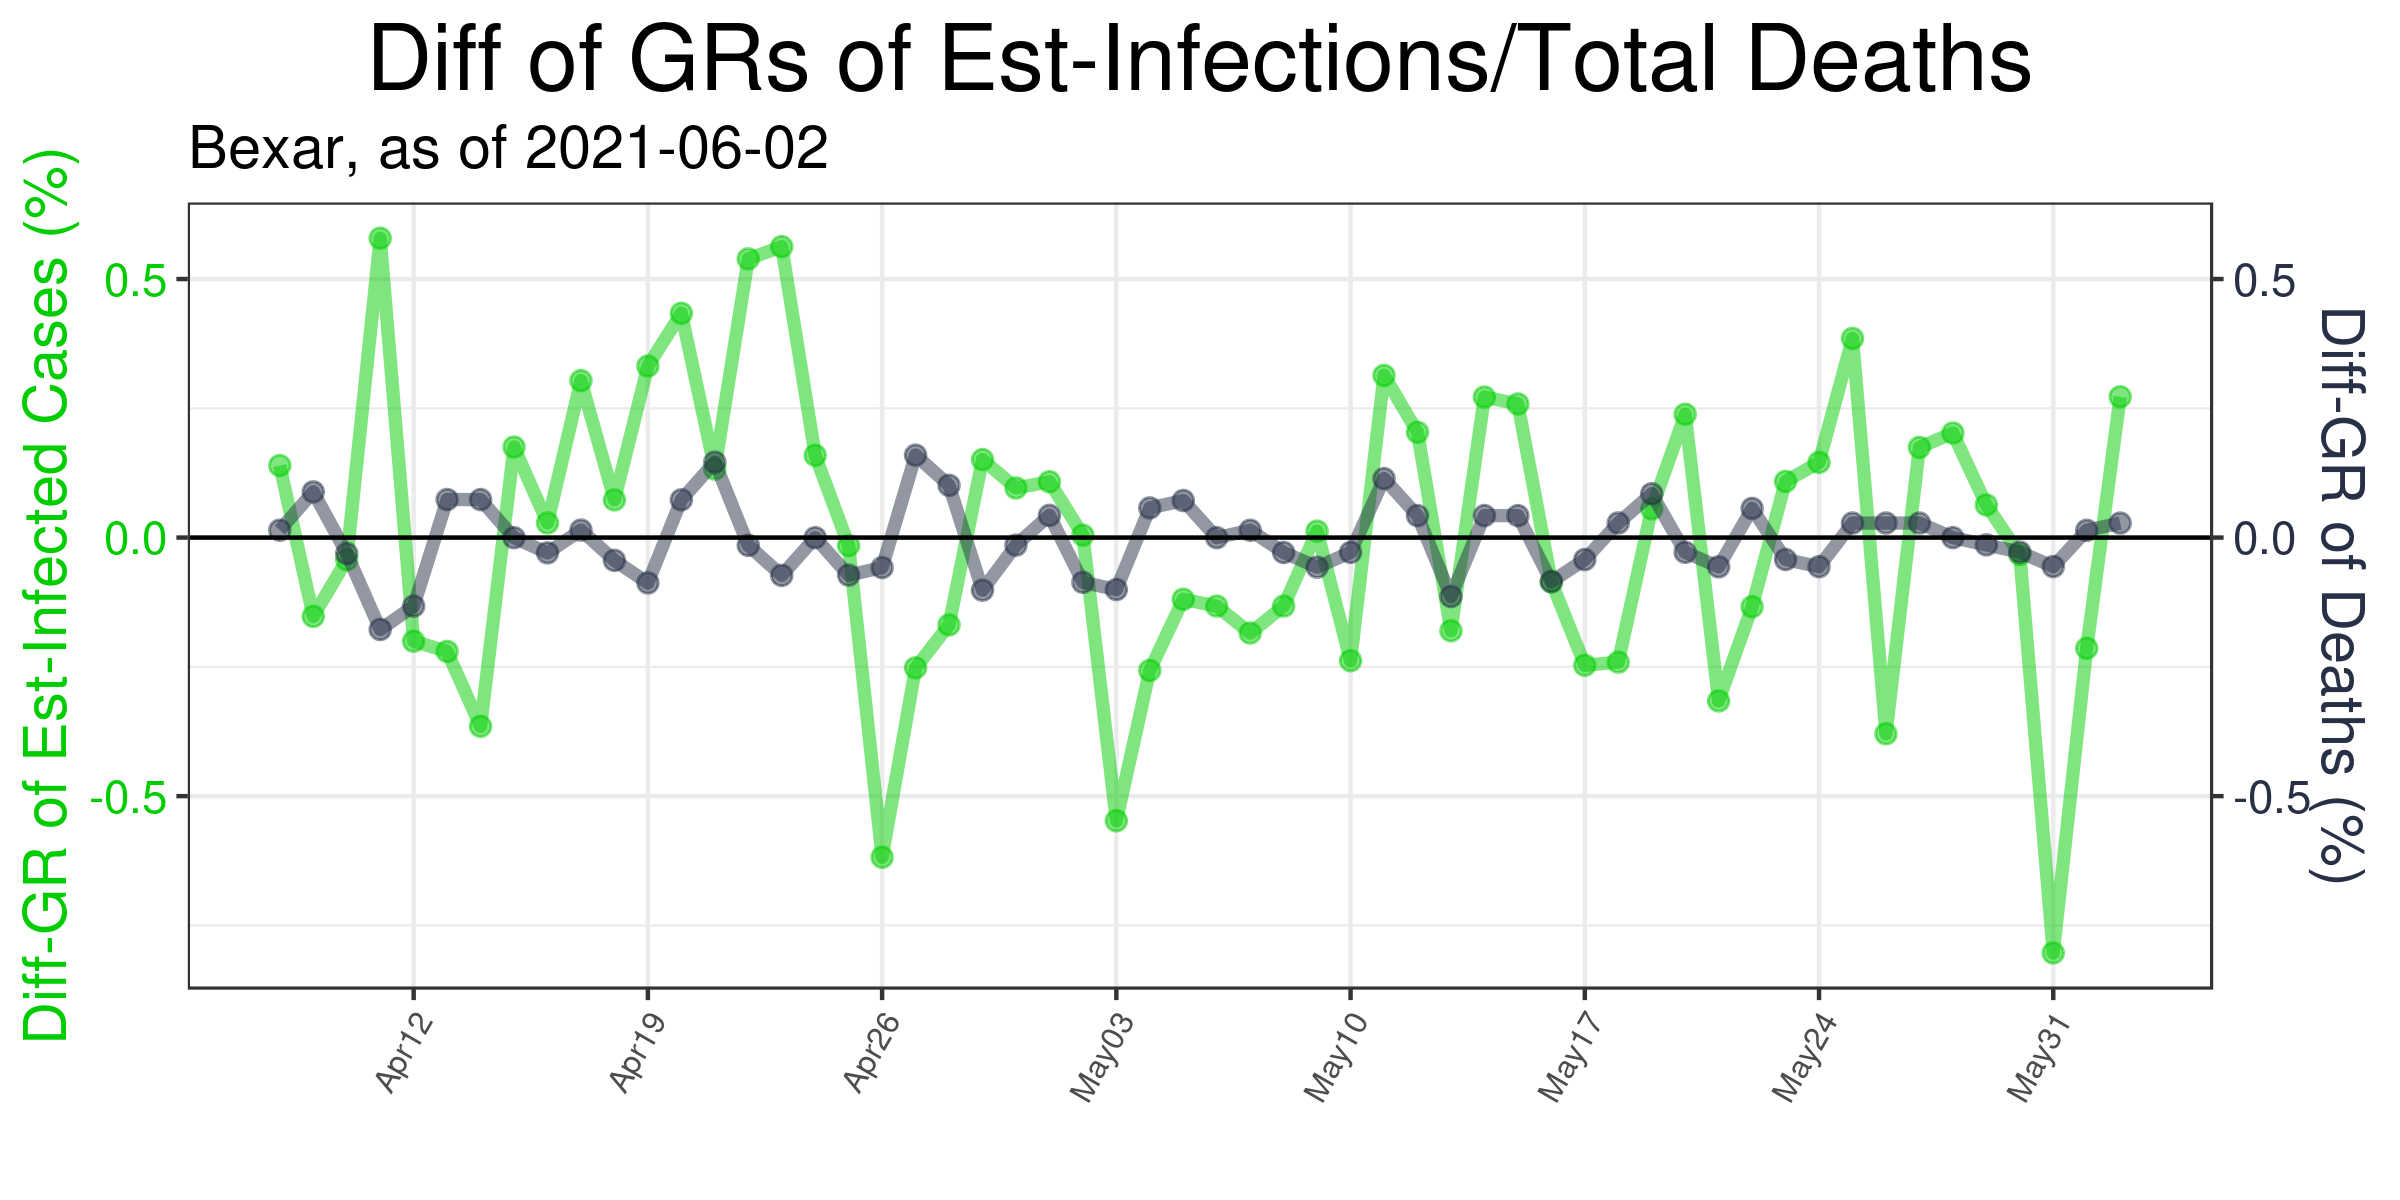 Diff of GRs of Est-Infections/Total Deaths
Bexar, as of 2021-06-02
Diff-GR of Est-Infected Cases (%)
0.5
0.0
-0.5
0.5
0.0
-0.5
Diff-GR of Deaths (%)
Apr12
Apr19
Apr26
May03
May10
May17
May24
May31